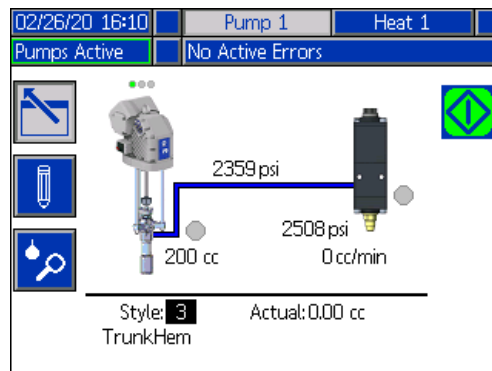 02/26/20 16:10 Pump 1 Heat 1
Pumps Active No Active Errors
2359 psi
2508 psi
200 cc 0 cc/min
Style: 3 Actual: 0.00 cc
TrunkHem